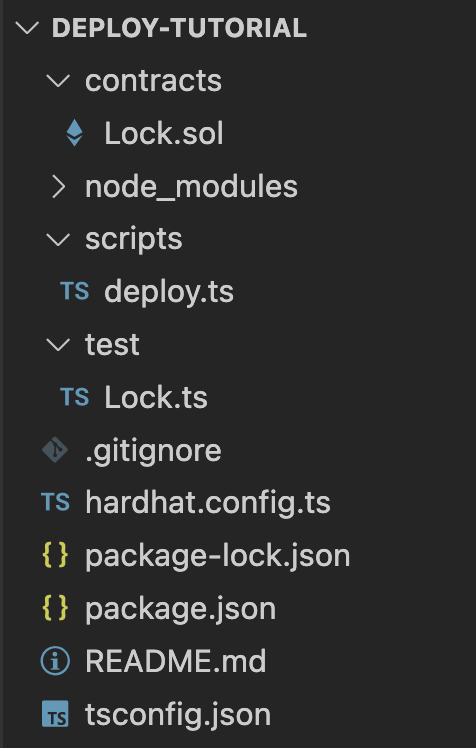 DEPLOY-TUTORIAL
contracts
Lock.sol
node_modules
scripts
TS deploy.ts
test
TS Lock.ts
.gitignore
TS hardhat.config.ts
{} package-lock.json
{} package.json
README.md
TS tsconfig.json